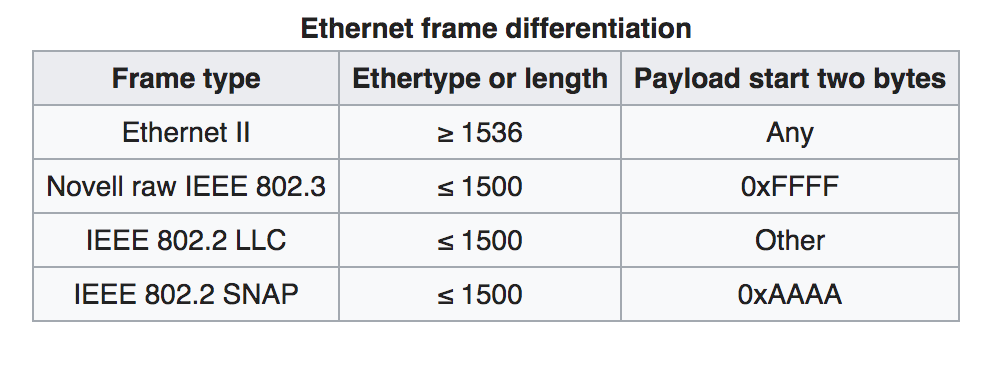 Ethernet frame differentiation
Frame type Ethertype or length Payload start two bytes
Ethernet II ≥ 1536 Any
Novell raw IEEE 802.3 ≤ 1500 0xFFFF
IEEE 802.2 LLC ≤ 1500 Other
IEEE 802.2 SNAP ≤ 1500 0xAAAA